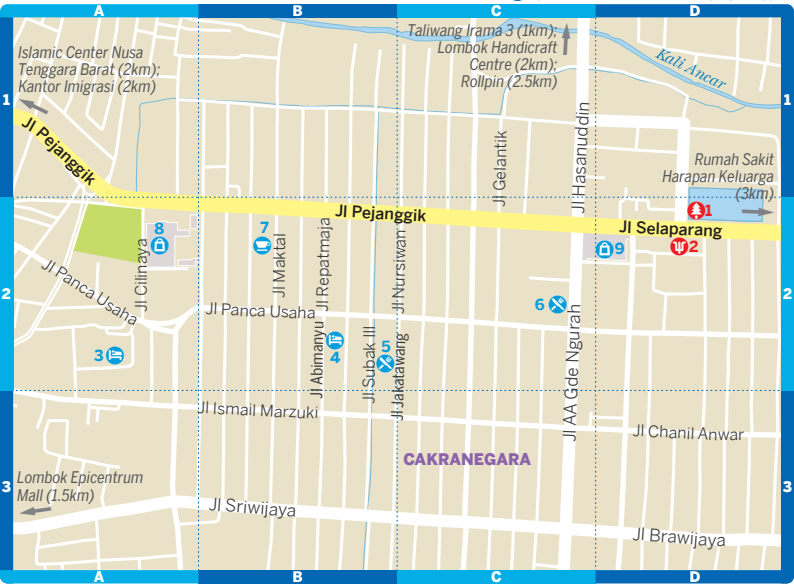 A
B
C
D
Islamic Center Nusa
Tenggara Barat (2km);
Kantor Imigrasi (2km)
Taliwang Irama 3 (1km);
Lombok Handicraft
Centre (2km);
Rollpin (2.5km)
Kali Ancar
1
1
Jl Pejanggik
Jl Gelantik
Jl Hasanuddin
Rumah Sakit
Harapan Keluarga
(3km)
1
Jl Pejanggik
Jl Selaparang
8
7
9
2
Jl Cilinaya
Jl Maktal
Jl Repatmaja
Jl Nursiwan
Jl Panca Usaha
2
2
Jl Panca Usaha
6
3
4
5
Jl Abimanyu
Jl Subak III
Jl Jakatawang
Jl AA Gde Ngurah
Jl Ismail Marzuki
Jl Chanil Anwar
CAKRANEGARA
Lombok Epicentrum
Mall (1.5km)
3
3
Jl Sriwijaya
Jl Brawijaya
A
B
C
D